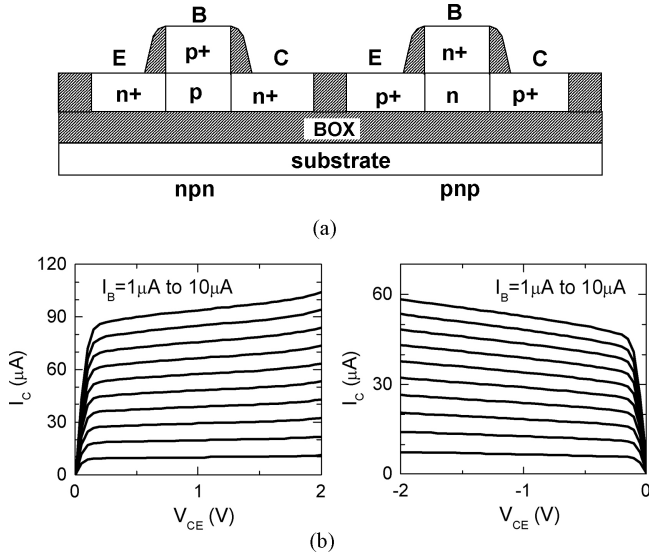 B B
E p+ C E n+ C
n+ p n+ p+ n p+
BOX
substrate
npn pnp
(a)
I_B=1μA to 10μA
120
90
60
30
0
I_C (μA)
0 1 2
V_CE (V)
I_B=1μA to 10μA
60
30
0
I_C (μA)
-2 -1 0
V_CE (V)
(b)